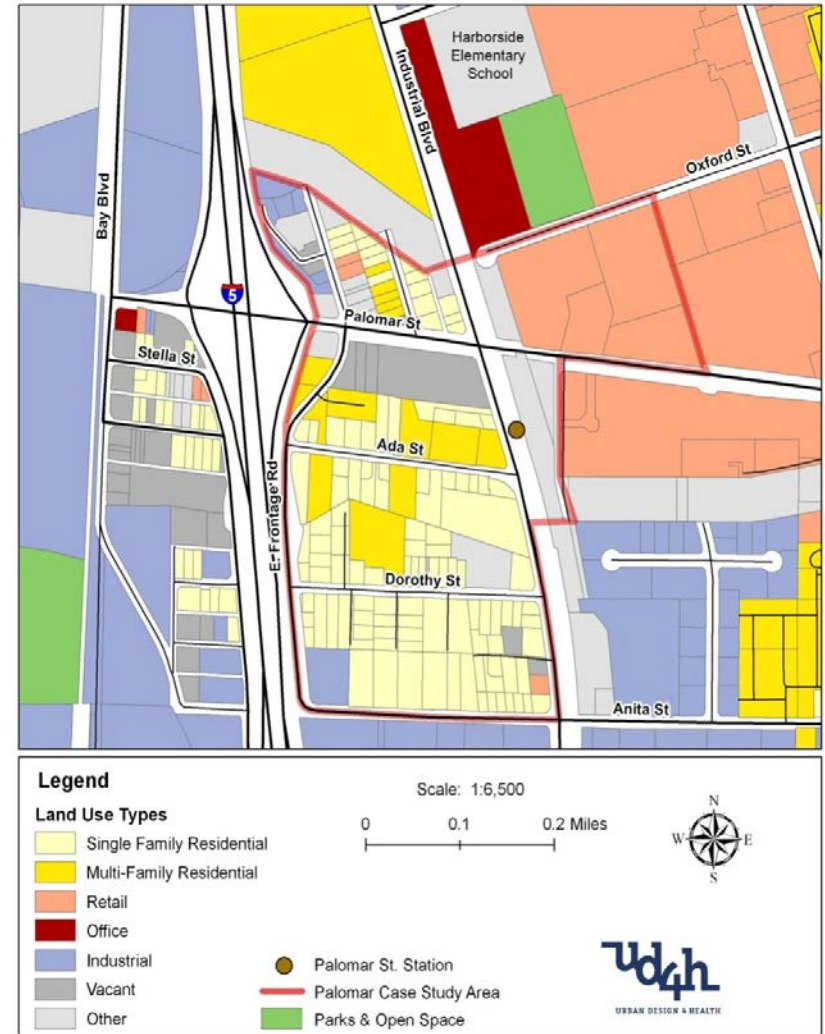 Harborside
Elementary
School
Industrial Blvd
Oxford St
Bay Blvd
5
Palomar St
Stella St
Ada St
E. Frontage Rd
Dorothy St
Anita St
Legend
Land Use Types
Single Family Residential
Multi-Family Residential
Retail
Office
Industrial
Vacant
Other
Scale: 1:6,500
0 0.1 0.2 Miles
Palomar St. Station
Palomar Case Study Area
Parks & Open Space
N
W E
S
ud4h
URBAN DESIGN 4 HEALTH